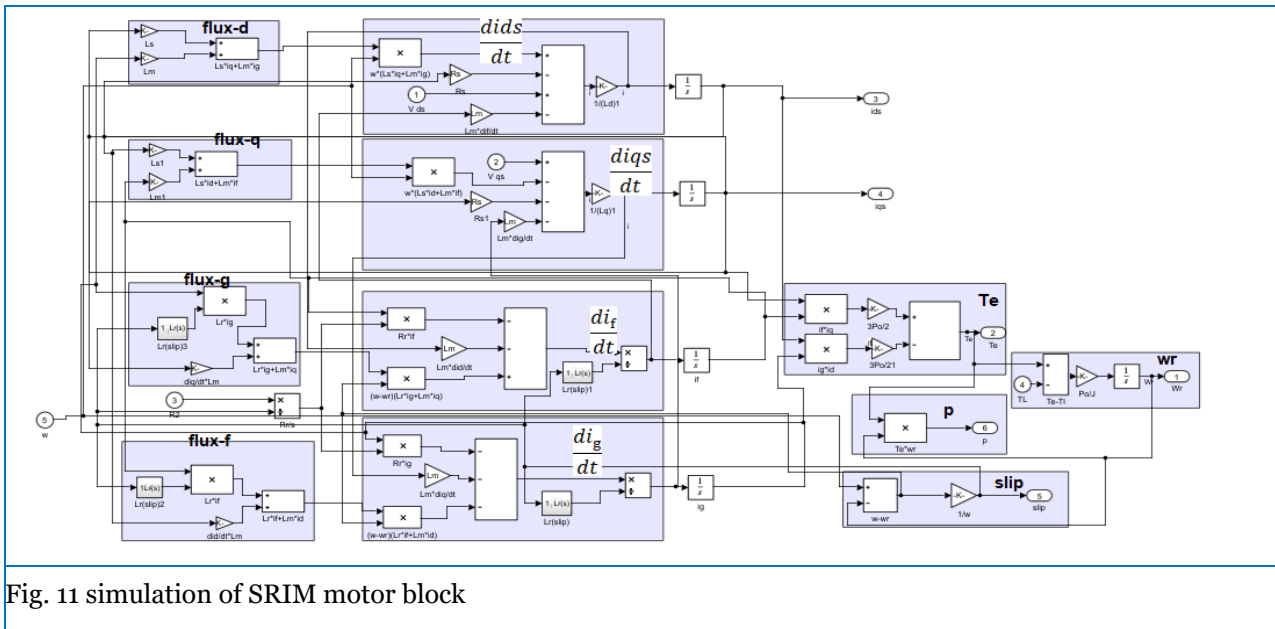 flux-d
K-
Ls
K-
Lm
Ls*iq+Lm*ig
w*(Ls*iq+Lm*ig)
dids
dt
Rs
Rs
1
V ds
Lm
Lm*dif/dt
-K-
1/(Ld)1
i
i
1
s
3
ids
flux-q
K-
Ls1
K-
Lm1
Ls*id+Lm*if
w*(Ls*id+Lm*if)
2
V qs
Rs
Rs1
Lm
Lm*dig/dt
diqs
dt
-K-
1/(Lq)1
i
i
1
s
4
iqs
flux-g
Lr*ig
Lr(s)
Lr(slip)3
K-
diq/dt*Lm
Lr*ig+Lm*iq
Rr*if
Lm
Lm*did/dt
(w-wr)(Lr*ig+Lm*iq)
di_f
dt
Lr(s)
Lr(slip)1
1
s
if
3
R2
Rr/s
5
w
flux-f
Lr*if
1Lr(s)
Lr(slip)2
K-
did/dt*Lm
Lr*if+Lm*id
Rr*ig
Lm
Lm*diq/dt
(w-wr)(Lr*if+Lm*id)
di_g
dt
Lr(s)
Lr(slip)
1
s
ig
Te
if*iq
-K-
3Po/2
ig*id
-K-
3Po/21
Te
2
Te
wr
4
TL
Te-Tl
-K-
Po/J
1
s
Wr
1
Wr
p
Te*wr
6
p
slip
w-wr
-K-
1/w
5
slip
Fig. 11 simulation of SRIM motor block